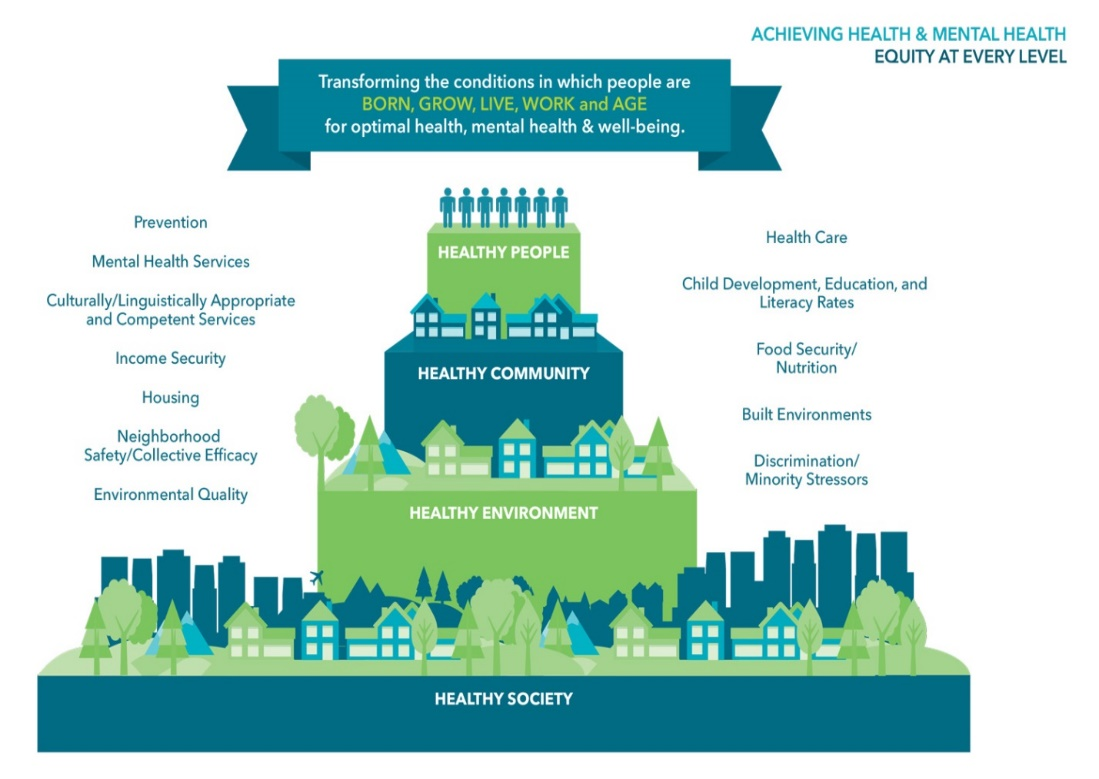 ACHIEVING HEALTH & MENTAL HEALTH
EQUITY AT EVERY LEVEL
Transforming the conditions in which people are
BORN, GROW, LIVE, WORK and AGE
for optimal health, mental health & well-being.
Prevention
Mental Health Services
Culturally/Linguistically Appropriate
and Competent Services
Income Security
Housing
Neighborhood
Safety/Collective Efficacy
Environmental Quality
HEALTHY PEOPLE
HEALTHY COMMUNITY
HEALTHY ENVIRONMENT
HEALTHY SOCIETY
Health Care
Child Development, Education, and
Literacy Rates
Food Security/
Nutrition
Built Environments
Discrimination/
Minority Stressors